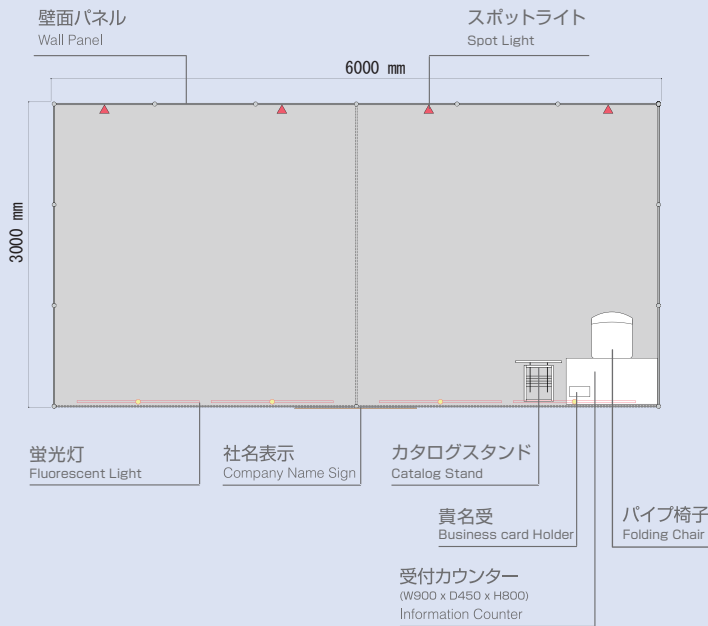 壁面パネル
Wall Panel
スポットライト
Spot Light
6000 mm
3000 mm
蛍光灯
Fluorescent Light
社名表示
Company Name Sign
カタログスタンド
Catalog Stand
貴名受
Business card Holder
パイプ椅子
Folding Chair
受付カウンター
(W900 x D450 x H800)
Information Counter